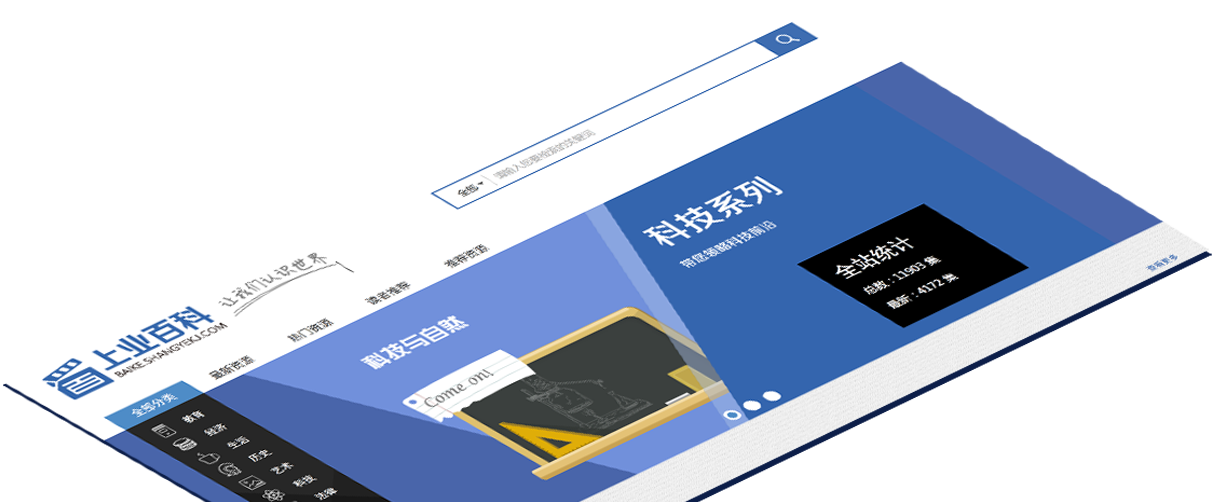 全部
请输入您要检索的关键词
让我们认识世界
上业百科
BAIKE.SHANGYEKJ.COM
最新资源
热门资源
读者推荐
推荐资源
全部分类
教育
经济
生活
历史
艺术
科技
法律
科技与自然
Come on!
科技系列
带您领略科技前沿
全站统计
总数：11903 集
最新：4172 集
查看更多